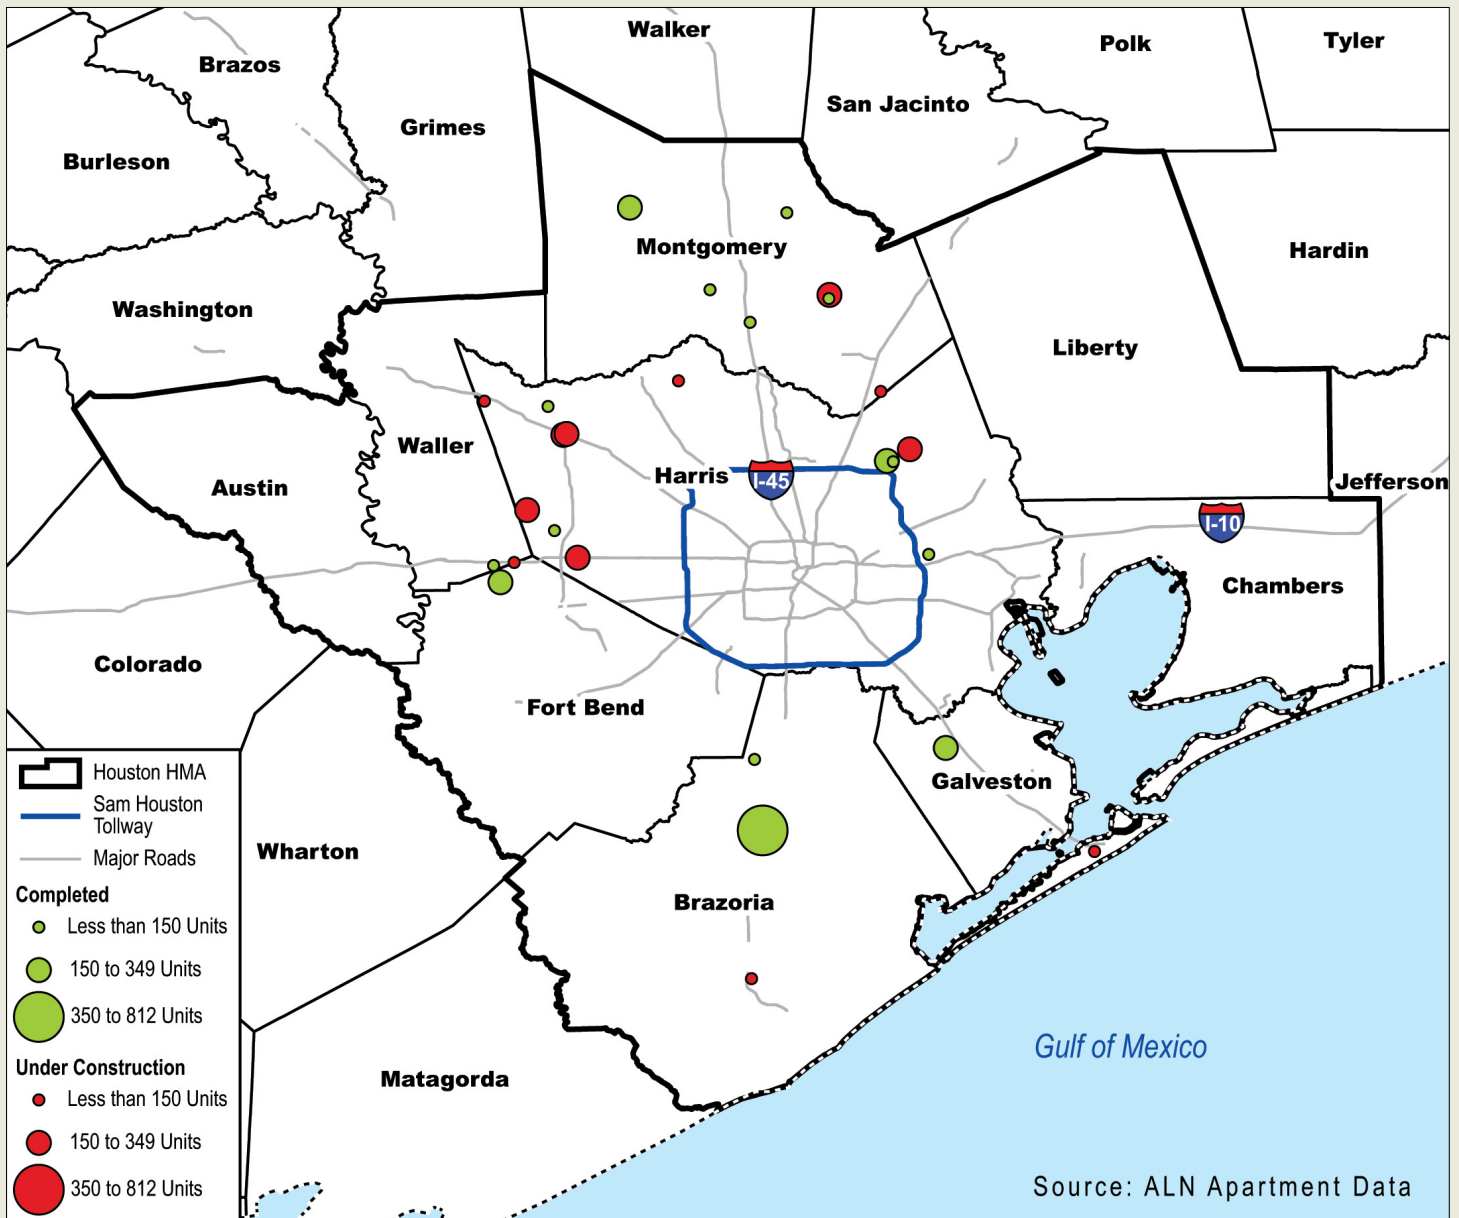 Walker
Polk
Tyler
Brazos
San Jacinto
Grimes
Burleson
Montgomery
Hardin
Washington
Liberty
Waller
Harris
I-45
Jefferson
Austin
I-10
Chambers
Colorado
Fort Bend
Galveston
Wharton
Brazoria
Matagorda
Gulf of Mexico
Houston HMA
Sam Houston
Tollway
Major Roads
Completed
Less than 150 Units
150 to 349 Units
350 to 812 Units
Under Construction
Less than 150 Units
150 to 349 Units
350 to 812 Units
Source: ALN Apartment Data